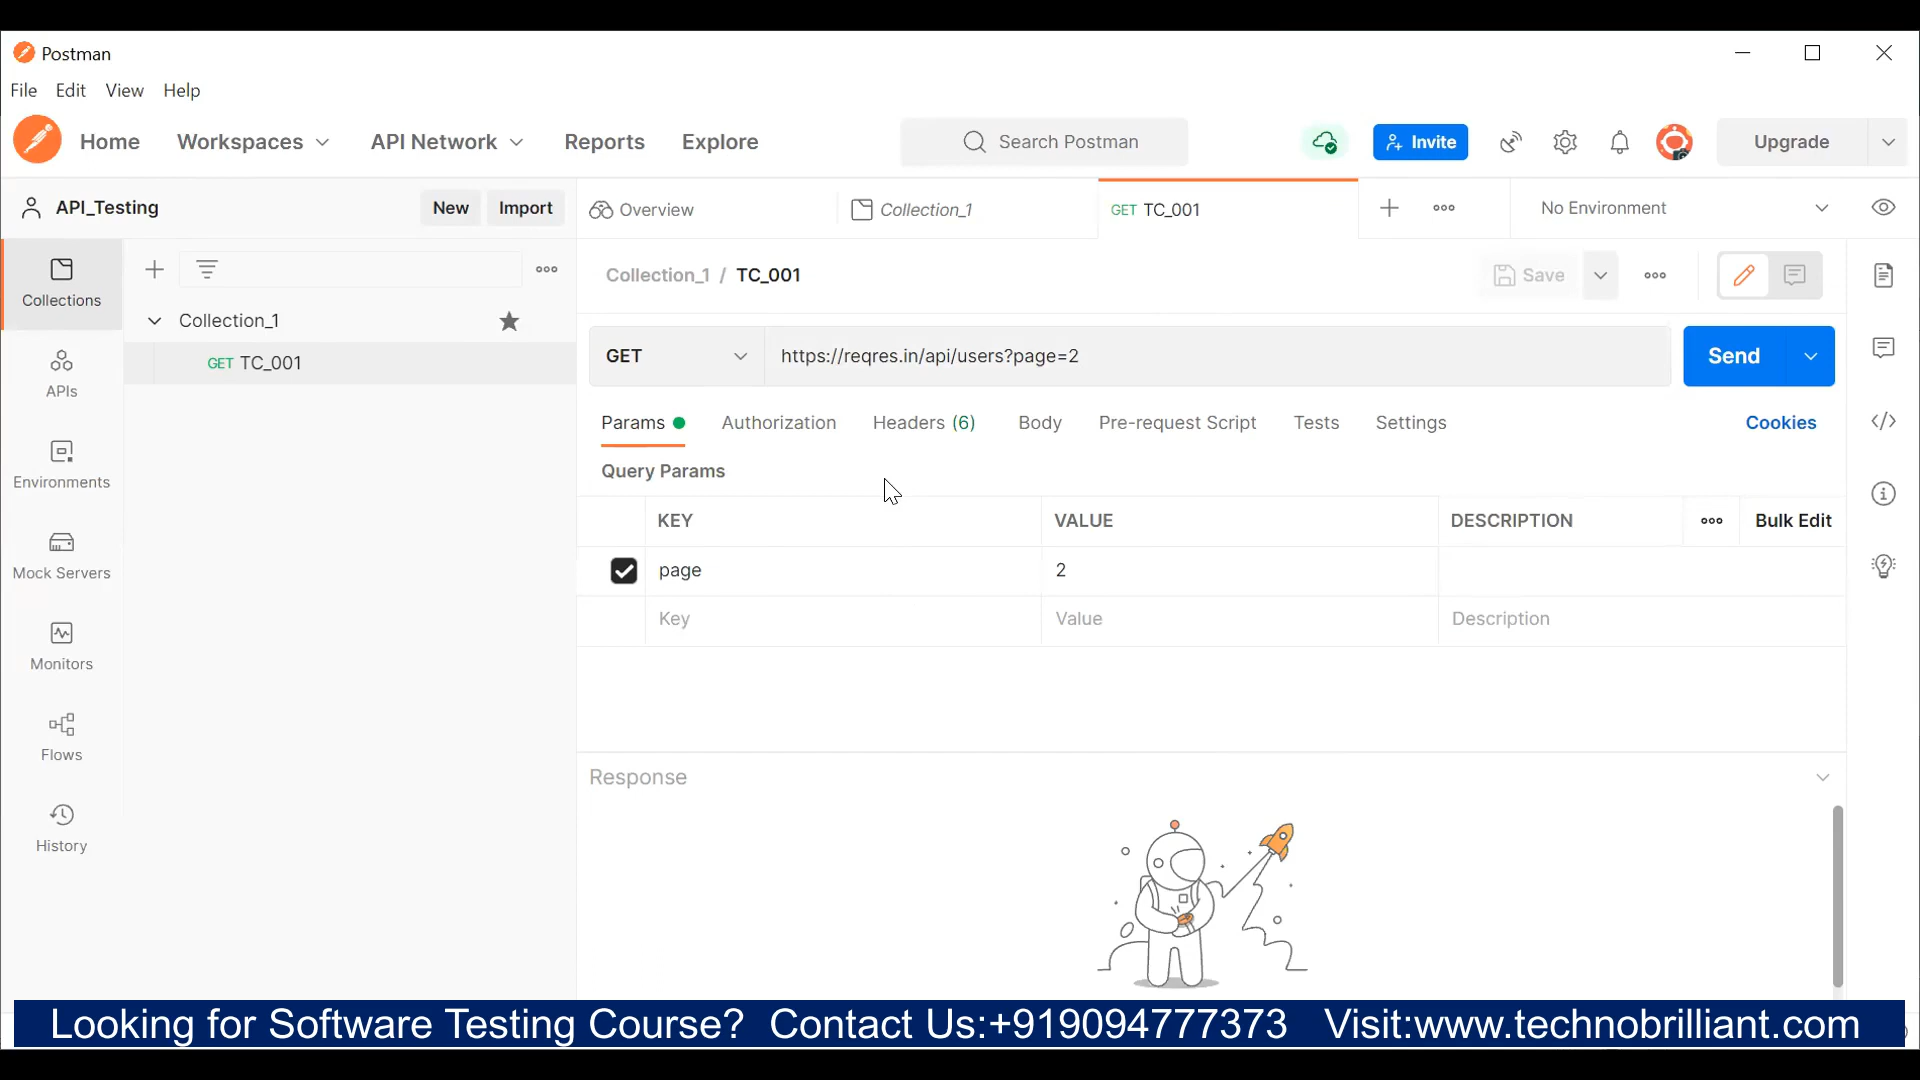 Postman
File Edit View Help
Home Workspaces API Network Reports Explore Search Postman Invite Upgrade
API_Testing New Import Overview Collection_1 GET TC_001 No Environment
Collections
Collection_1
GET TC_001
APIs
Environments
Mock Servers
Monitors
Flows
History
Collection_1 / TC_001 Save
GET https://reqres.in/api/users?page=2 Send
Params Authorization Headers (6) Body Pre-request Script Tests Settings Cookies
Query Params
KEY VALUE DESCRIPTION Bulk Edit
page 2
Key Value Description
Response
Looking for Software Testing Course? Contact Us:+919094777373 Visit:www.technobrilliant.com